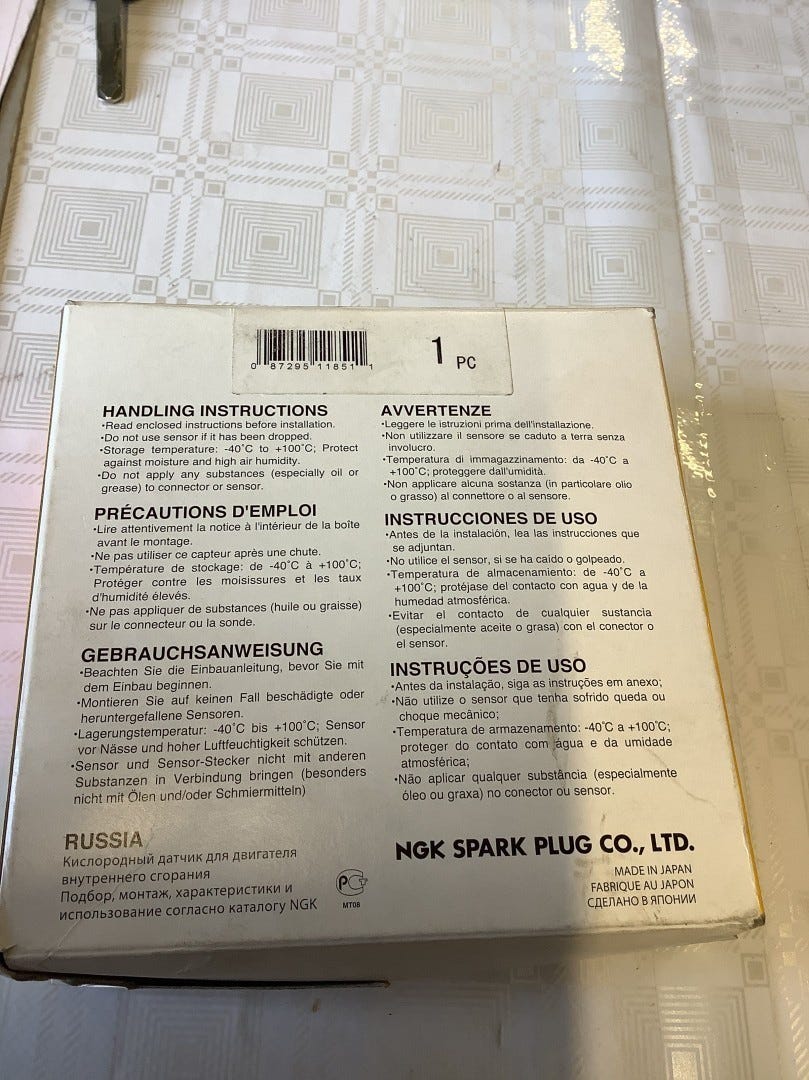 0 87295 11851 1
1 PC
HANDLING INSTRUCTIONS
•Read enclosed instructions before installation.
•Do not use sensor if it has been dropped.
•Storage temperature: -40˚C to +100˚C; Protect
against moisture and high air humidity.
•Do not apply any substances (especially oil or
grease) to connector or sensor.
PRÉCAUTIONS D'EMPLOI
•Lire attentivement la notice à l'intérieur de la boîte
avant le montage.
•Ne pas utiliser ce capteur après une chute.
•Température de stockage: de -40˚C à +100˚C;
Protéger contre les moisissures et les taux
d'humidité élevés.
•Ne pas appliquer de substances (huile ou graisse)
sur le connecteur ou la sonde.
GEBRAUCHSANWEISUNG
•Beachten Sie die Einbauanleitung, bevor Sie mit
dem Einbau beginnen.
•Montieren Sie auf keinen Fall beschädigte oder
heruntergefallene Sensoren.
•Lagerungstemperatur: -40˚C bis +100˚C; Sensor
vor Nässe und hoher Luftfeuchtigkeit schützen.
•Sensor und Sensor-Stecker nicht mit anderen
Substanzen in Verbindung bringen (besonders
nicht mit Ölen und/oder Schmiermitteln)
RUSSIA
Кислородный датчик для двигателя
внутреннего сгорания
Подбор, монтаж, характеристики и
использование согласно каталогу NGK
РСТ
МТ08
AVVERTENZE
•Leggere le istruzioni prima dell'installazione.
•Non utilizzare il sensore se caduto a terra senza
involucro.
•Temperatura di immagazzinamento: da -40˚C a
+100˚C; proteggere dall'umidità.
•Non applicare alcuna sostanza (in particolare olio
o grasso) al connettore o al sensore.
INSTRUCCIONES DE USO
•Antes de la instalación, lea las instrucciones que
se adjuntan.
•No utilice el sensor, si se ha caído o golpeado.
•Temperatura de almacenamiento: de -40˚C a
+100˚C; protéjase del contacto con agua y de la
humedad atmosférica.
•Evitar el contacto de cualquier sustancia
(especialmente aceite o grasa) con el conector o
el sensor.
INSTRUÇÕES DE USO
•Antes da instalação, siga as instruções em anexo;
•Não utilize o sensor que tenha sofrido queda ou
choque mecânico;
•Temperatura de armazenamento: -40˚C a +100˚C;
proteger do contato com água e da umidade
atmosférica;
•Não aplicar qualquer substância (especialmente
óleo ou graxa) no conector ou sensor.
NGK SPARK PLUG CO., LTD.
MADE IN JAPAN
FABRIQUE AU JAPON
СДЕЛАНО В ЯПОНИИ